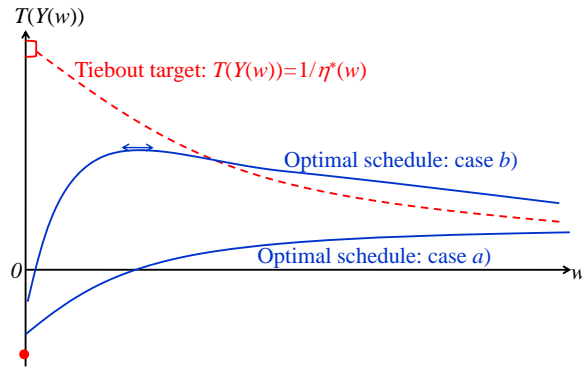 T(Y(w))
Tiebout target: T(Y(w))=1/η*(w)
Optimal schedule: case b)
0
w
Optimal schedule: case a)